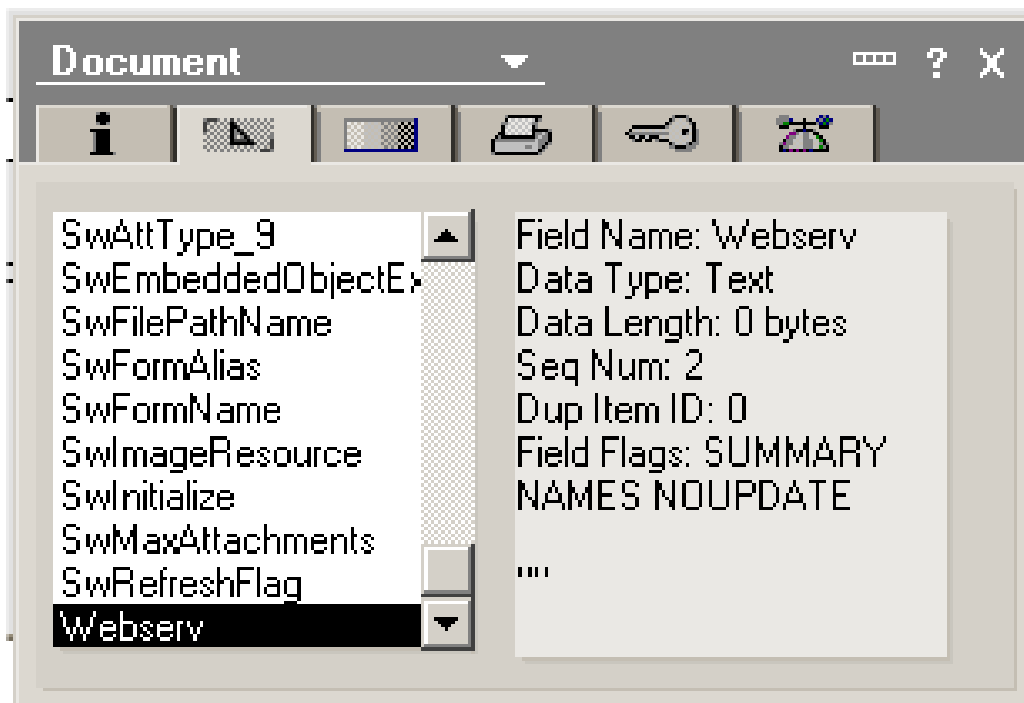 Document
? X
i
SwAttType_9
SwEmbeddedObjectEx
SwFilePathName
SwFormAlias
SwFormName
SwImageResource
SwInitialize
SwMaxAttachments
SwRefreshFlag
Webserv
Field Name: Webserv
Data Type: Text
Data Length: 0 bytes
Seq Num: 2
Dup Item ID: 0
Field Flags: SUMMARY
NAMES NOUPDATE
""